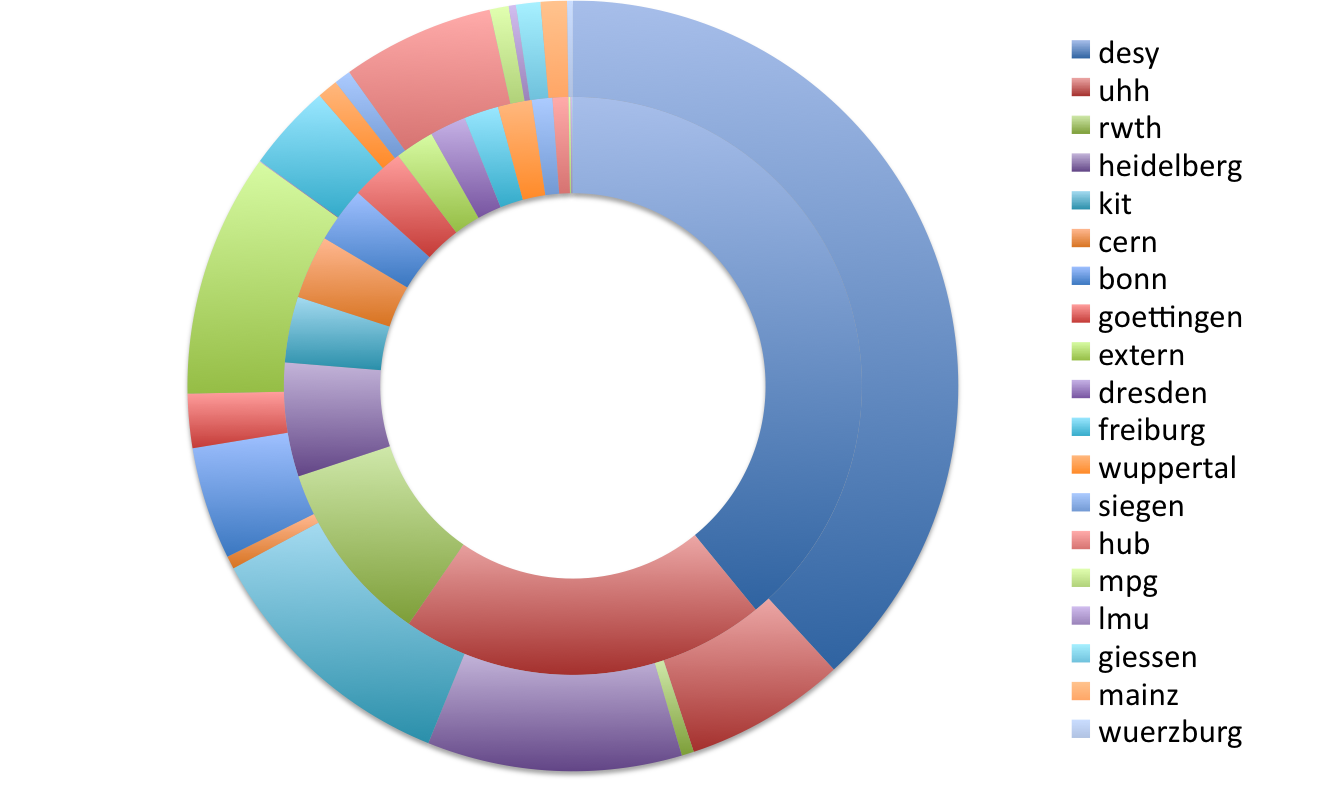 desy
uhh
rwth
heidelberg
kit
cern
bonn
goettingen
extern
dresden
freiburg
wuppertal
siegen
hub
mpg
lmu
giessen
mainz
wuerzburg